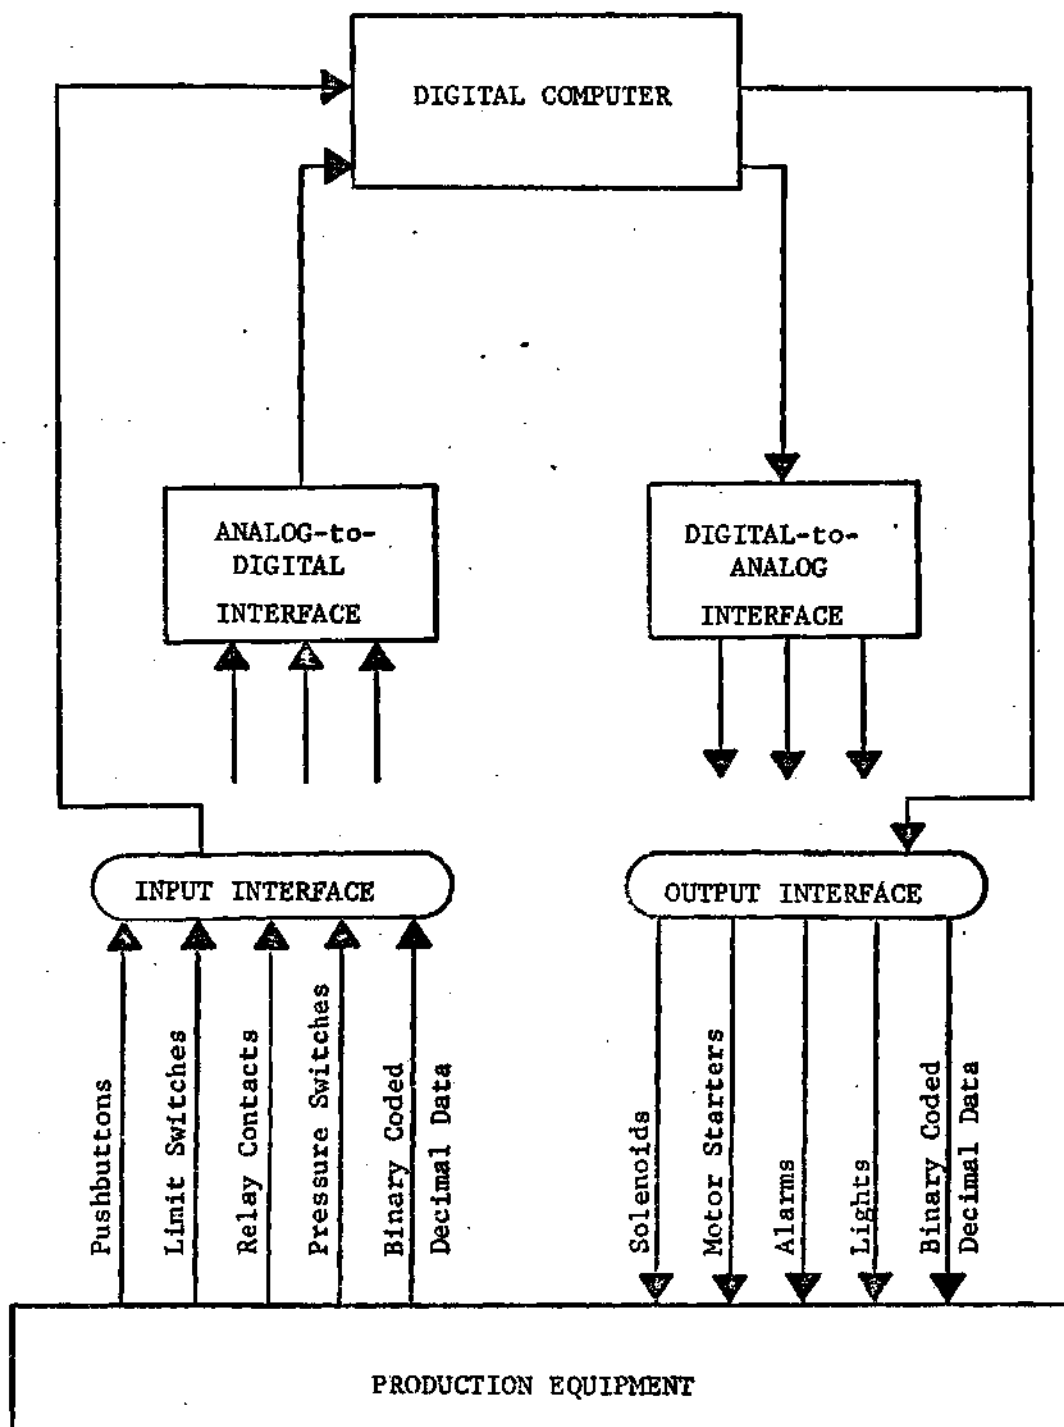 DIGITAL COMPUTER
ANALOG-to-
DIGITAL
INTERFACE
DIGITAL-to-
ANALOG
INTERFACE
INPUT INTERFACE
OUTPUT INTERFACE
Pushbuttons
Limit Switches
Relay Contacts
Pressure Switches
Binary Coded
Decimal Data
Solenoids
Motor Starters
Alarms
Lights
Binary Coded
Decimal Data
PRODUCTION EQUIPMENT